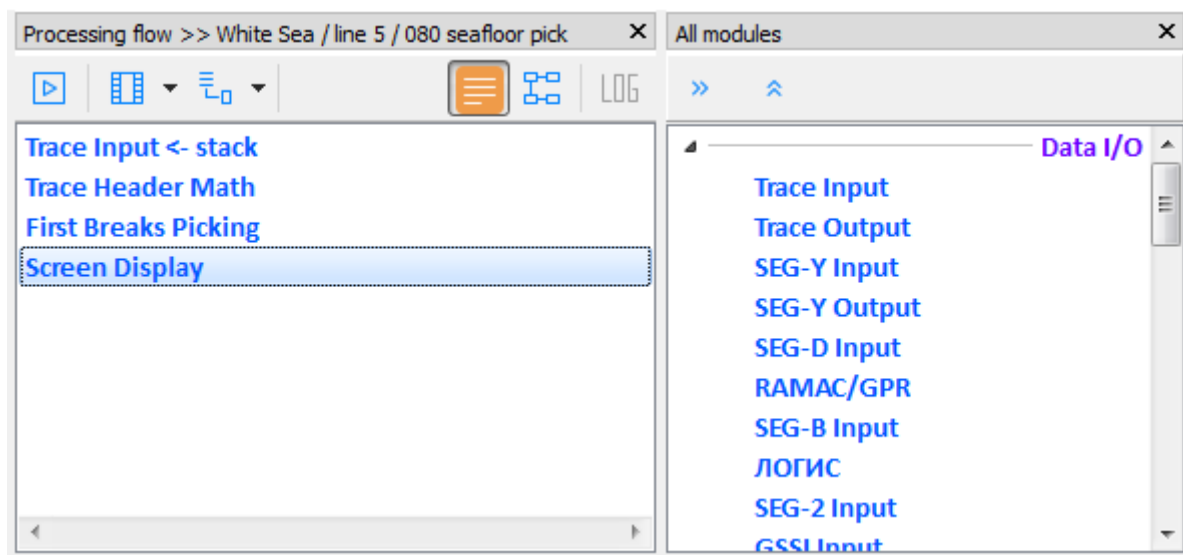 Processing flow >> White Sea / line 5 / 080 seafloor pick
LOG
Trace Input <- stack
Trace Header Math
First Breaks Picking
Screen Display
All modules
Data I/O
Trace Input
Trace Output
SEG-Y Input
SEG-Y Output
SEG-D Input
RAMAC/GPR
SEG-B Input
ЛОГИС
SEG-2 Input
GSSI Input